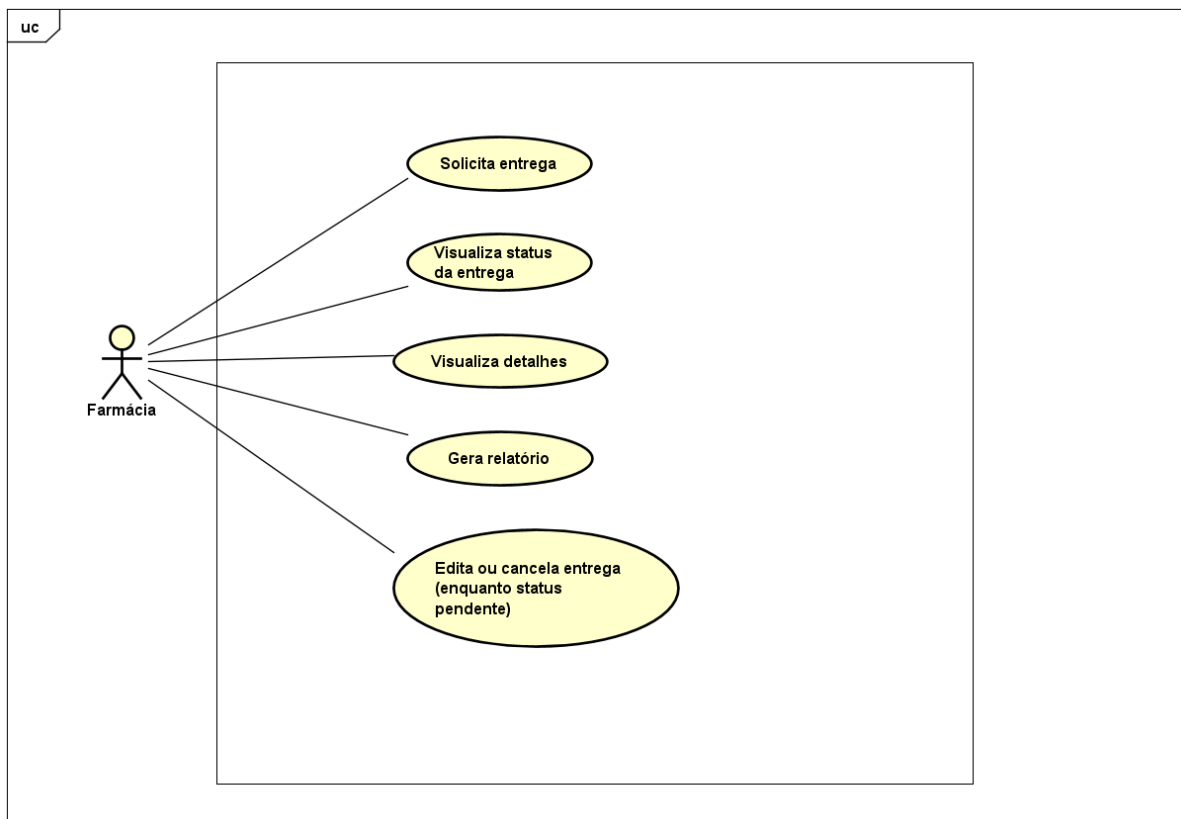 uc
Solicita entrega
Visualiza status
da entrega
Visualiza detalhes
Farmácia
Gera relatório
Edita ou cancela entrega
(enquanto status
pendente)